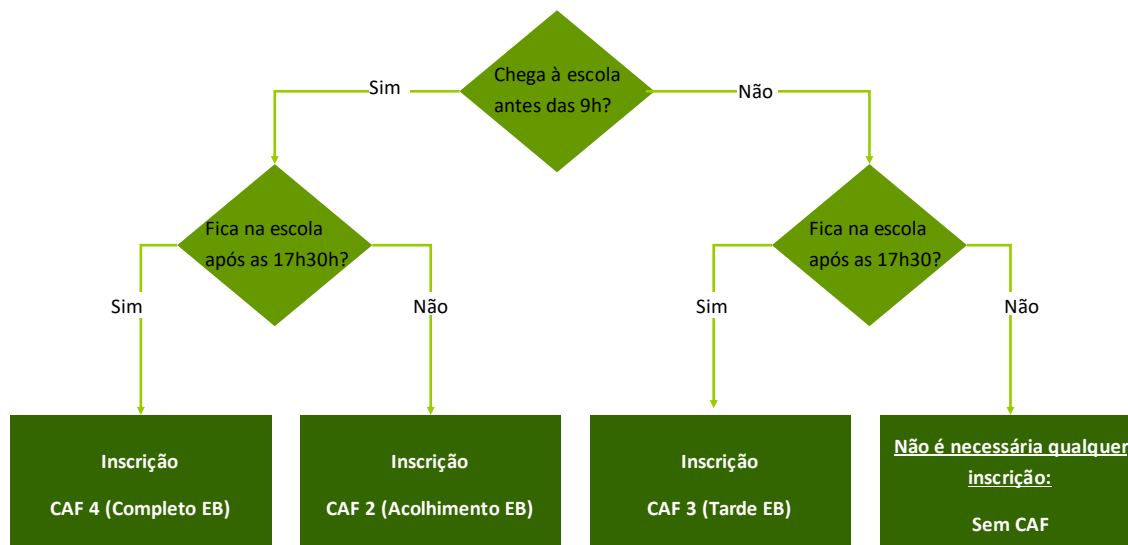 Chega à escola
antes das 9h?
Sim
Não
Fica na escola
após as 17h30h?
Fica na escola
após as 17h30?
Sim
Não
Sim
Não
Inscrição
CAF 4 (Completo EB)
Inscrição
CAF 2 (Acolhimento EB)
Inscrição
CAF 3 (Tarde EB)
Não é necessária qualquer
inscrição:
Sem CAF